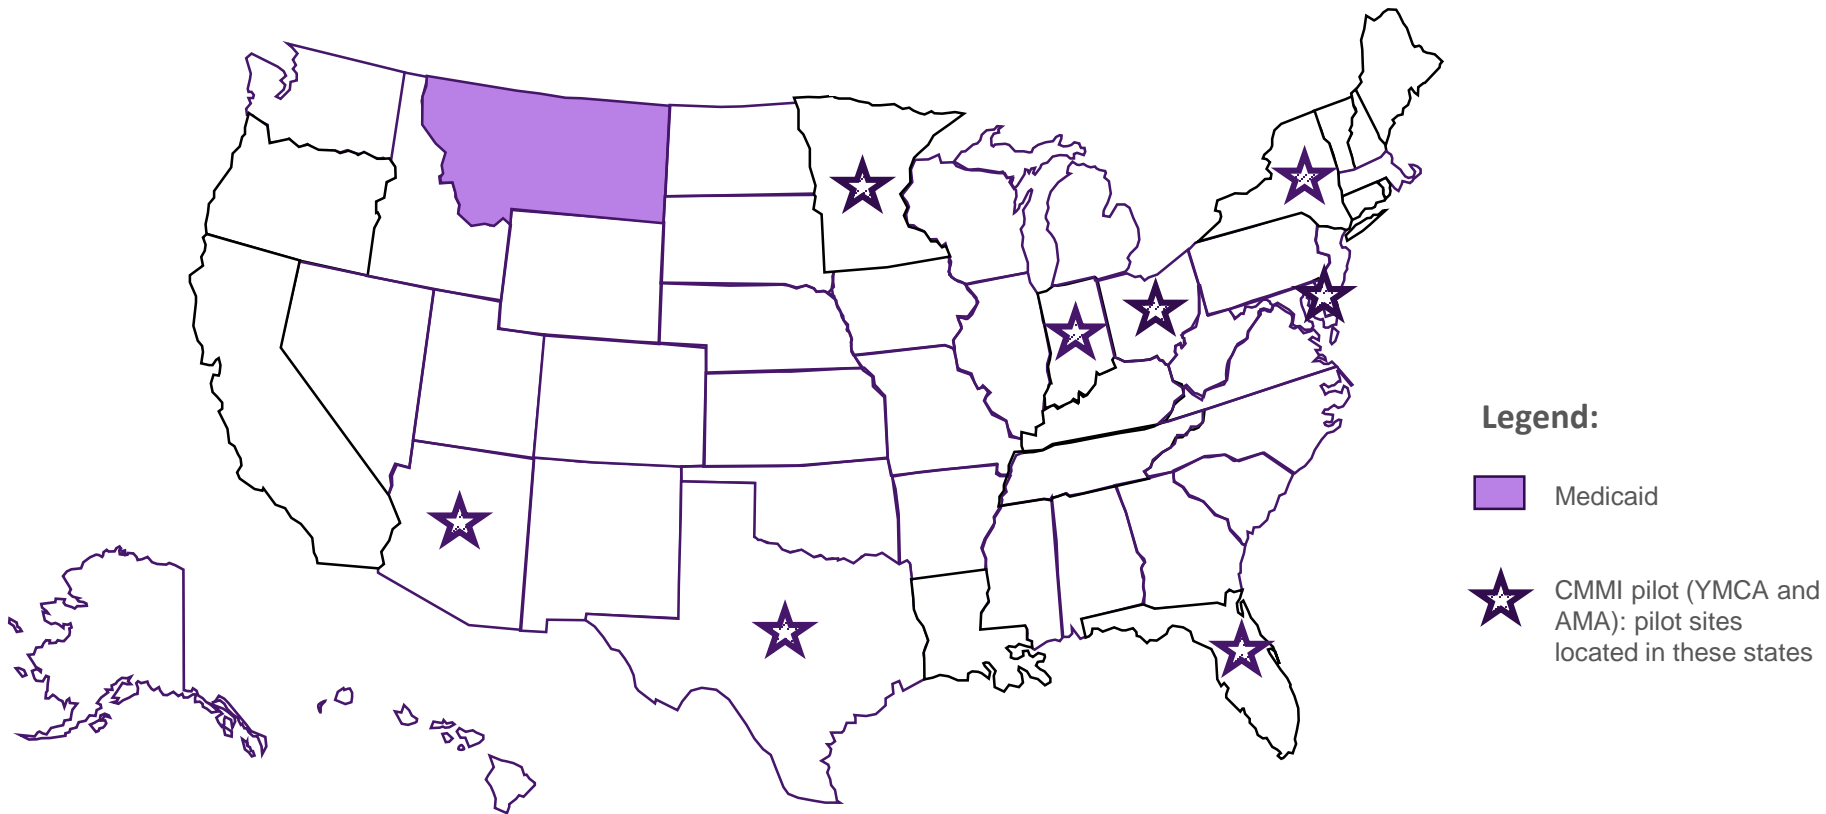 Legend:
Medicaid
CMMI pilot (YMCA and
AMA): pilot sites
located in these states